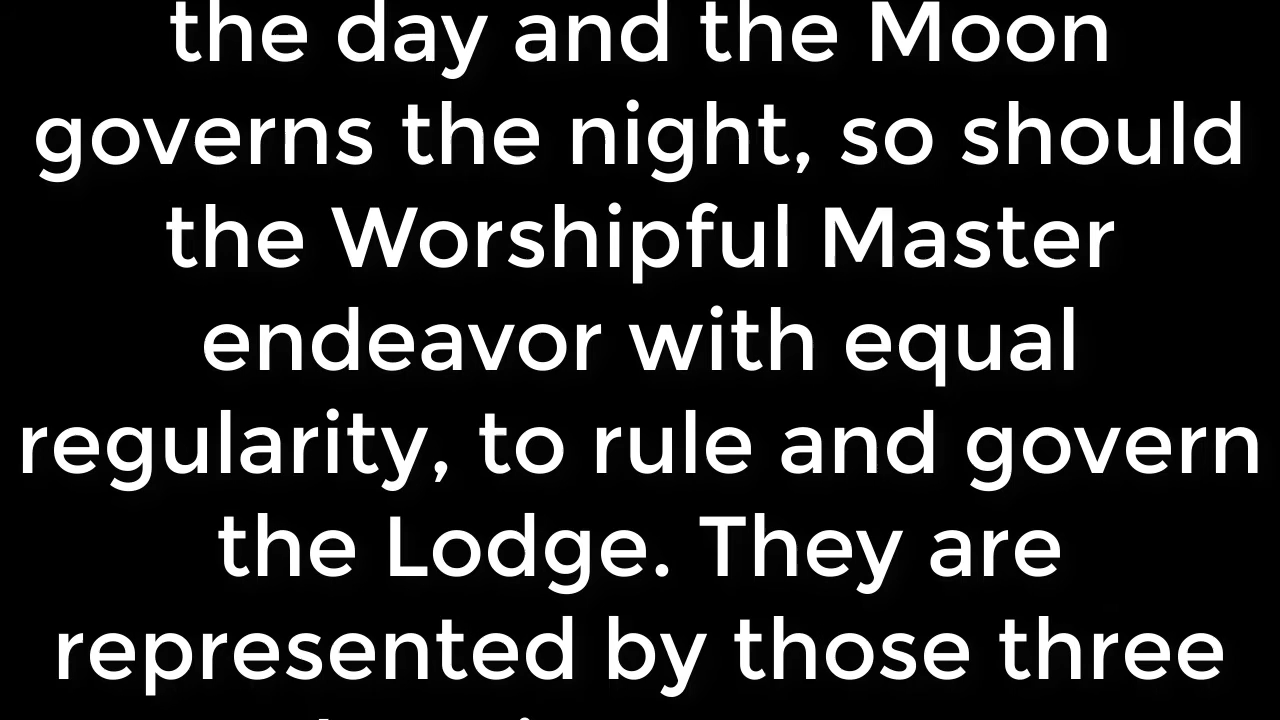 the day and the Moon
governs the night, so should
the Worshipful Master
endeavor with equal
regularity, to rule and govern
the Lodge. They are
represented by those three